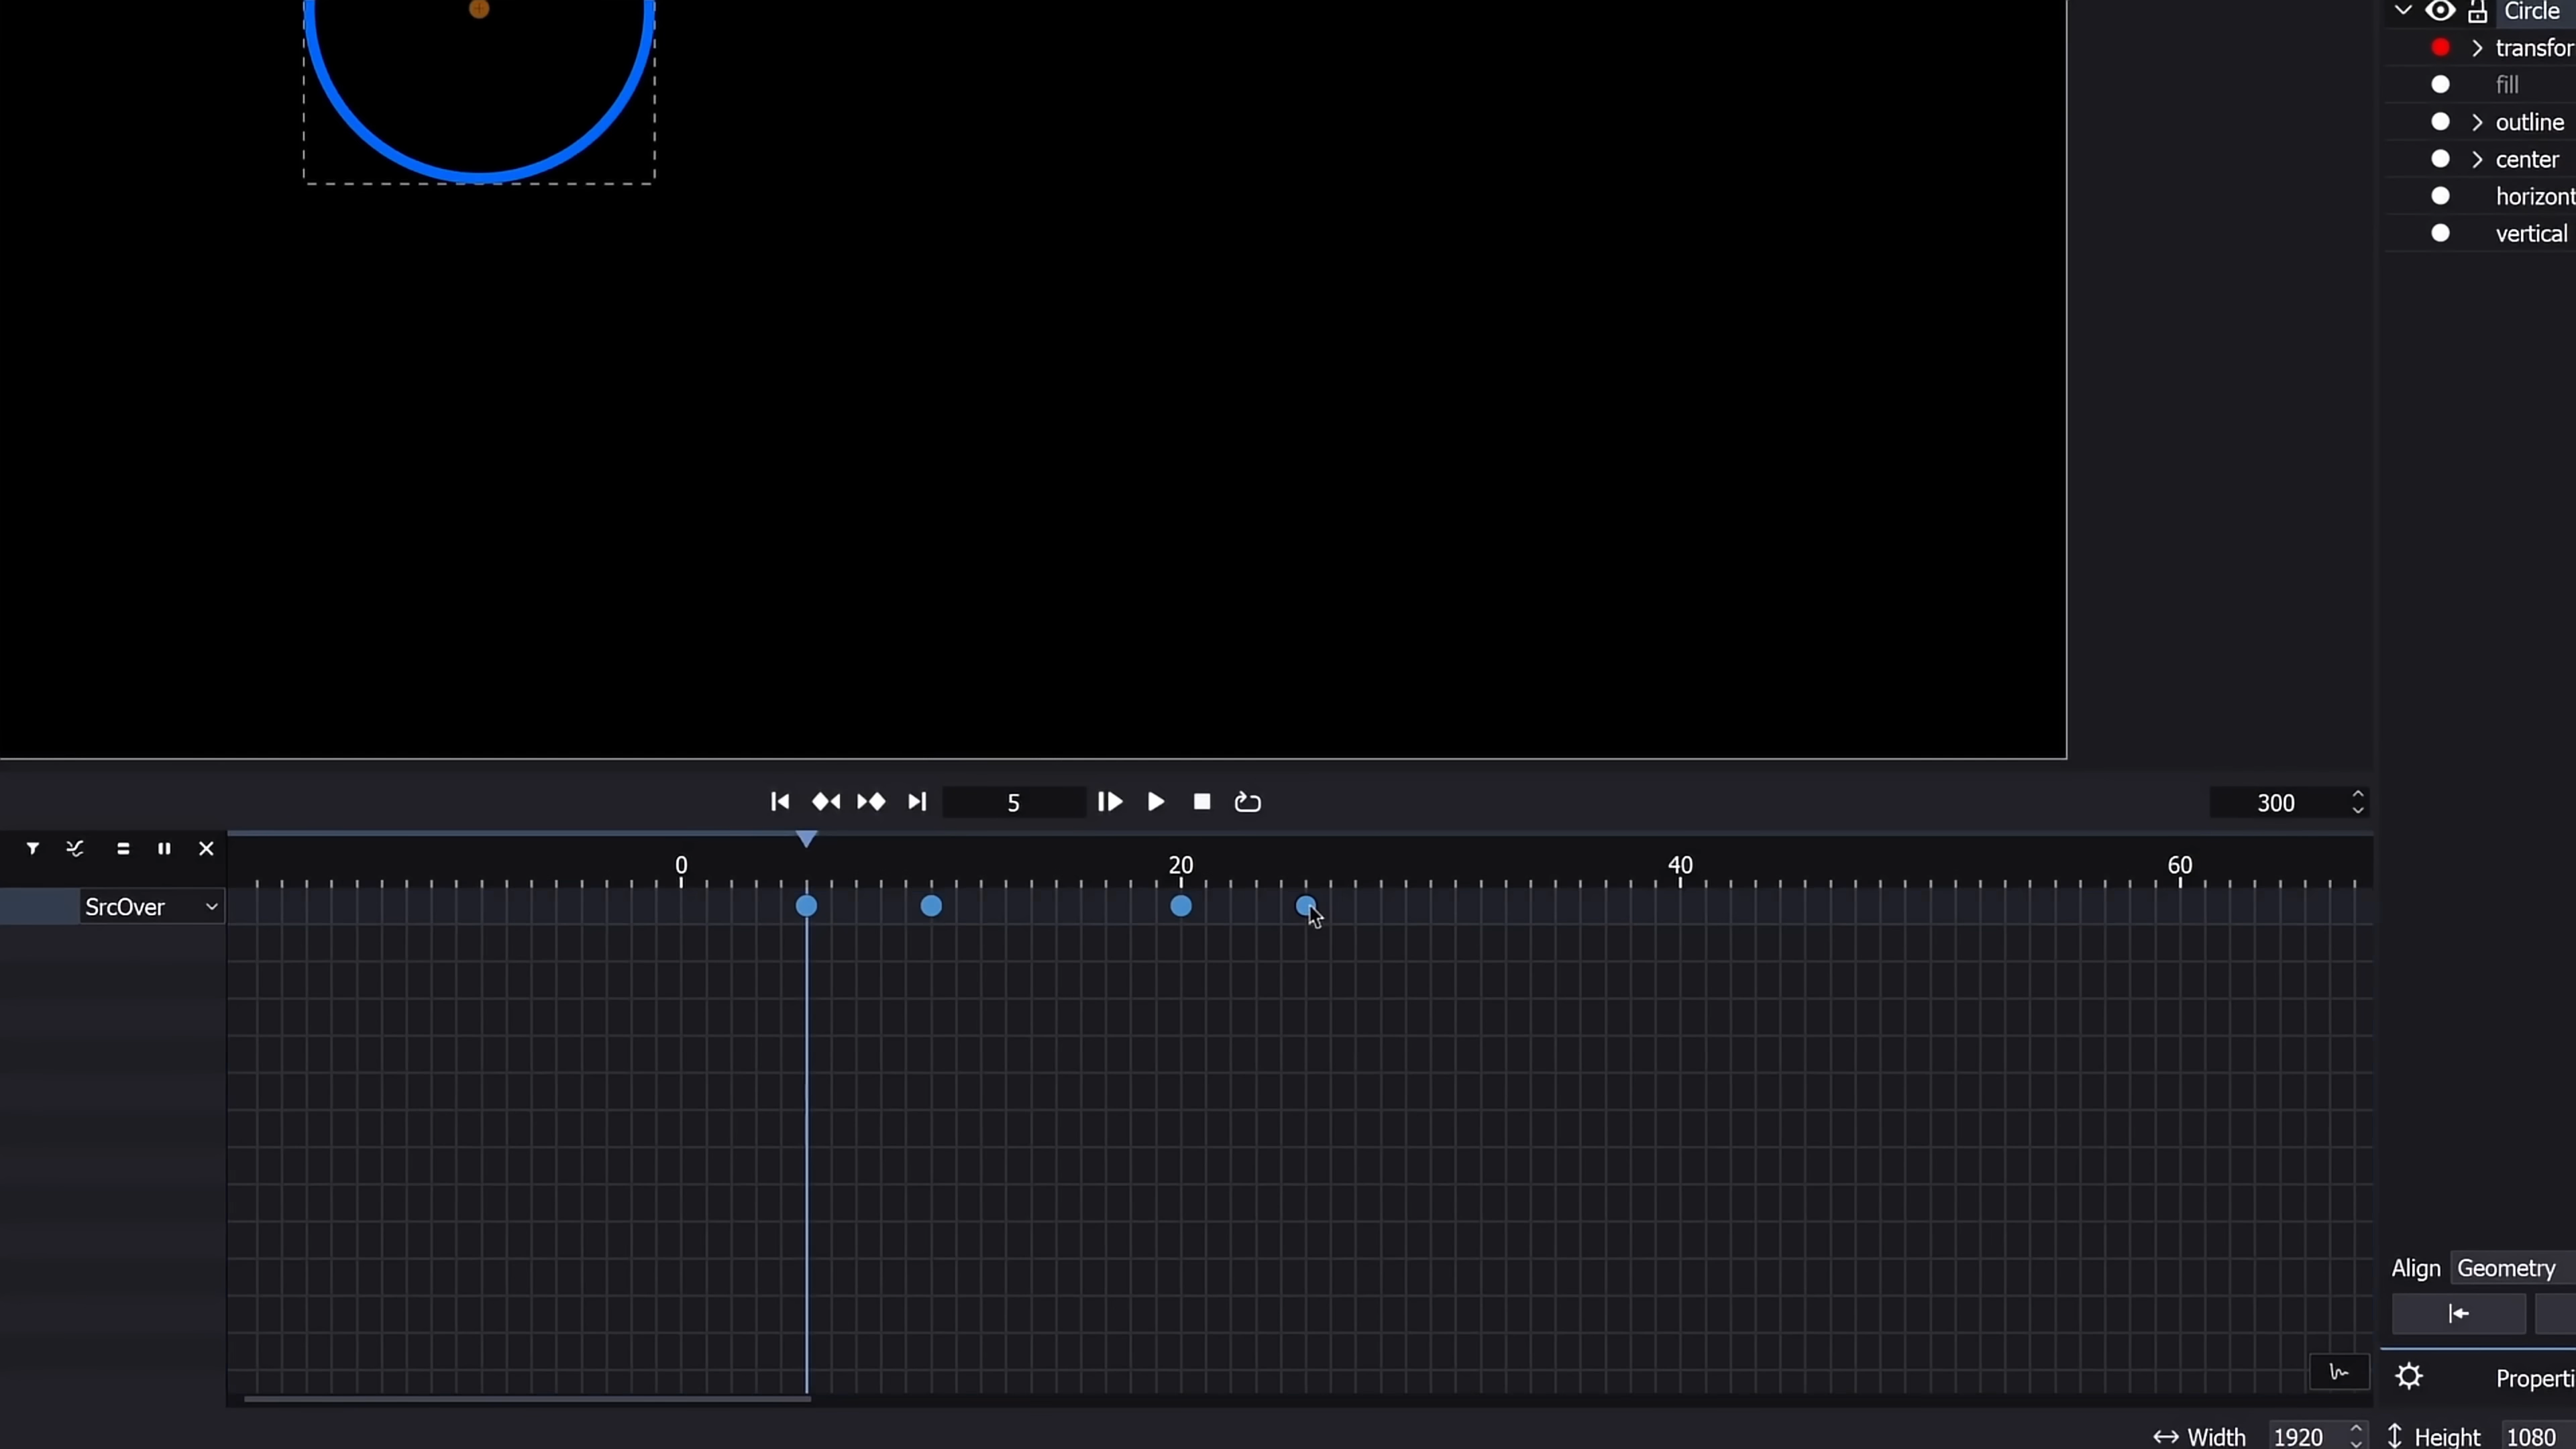 Circle
transfor
fill
outline
center
horizont
vertical
5
300
0 20 40 60
SrcOver
Align Geometry
Properti
Width 1920 Height 1080